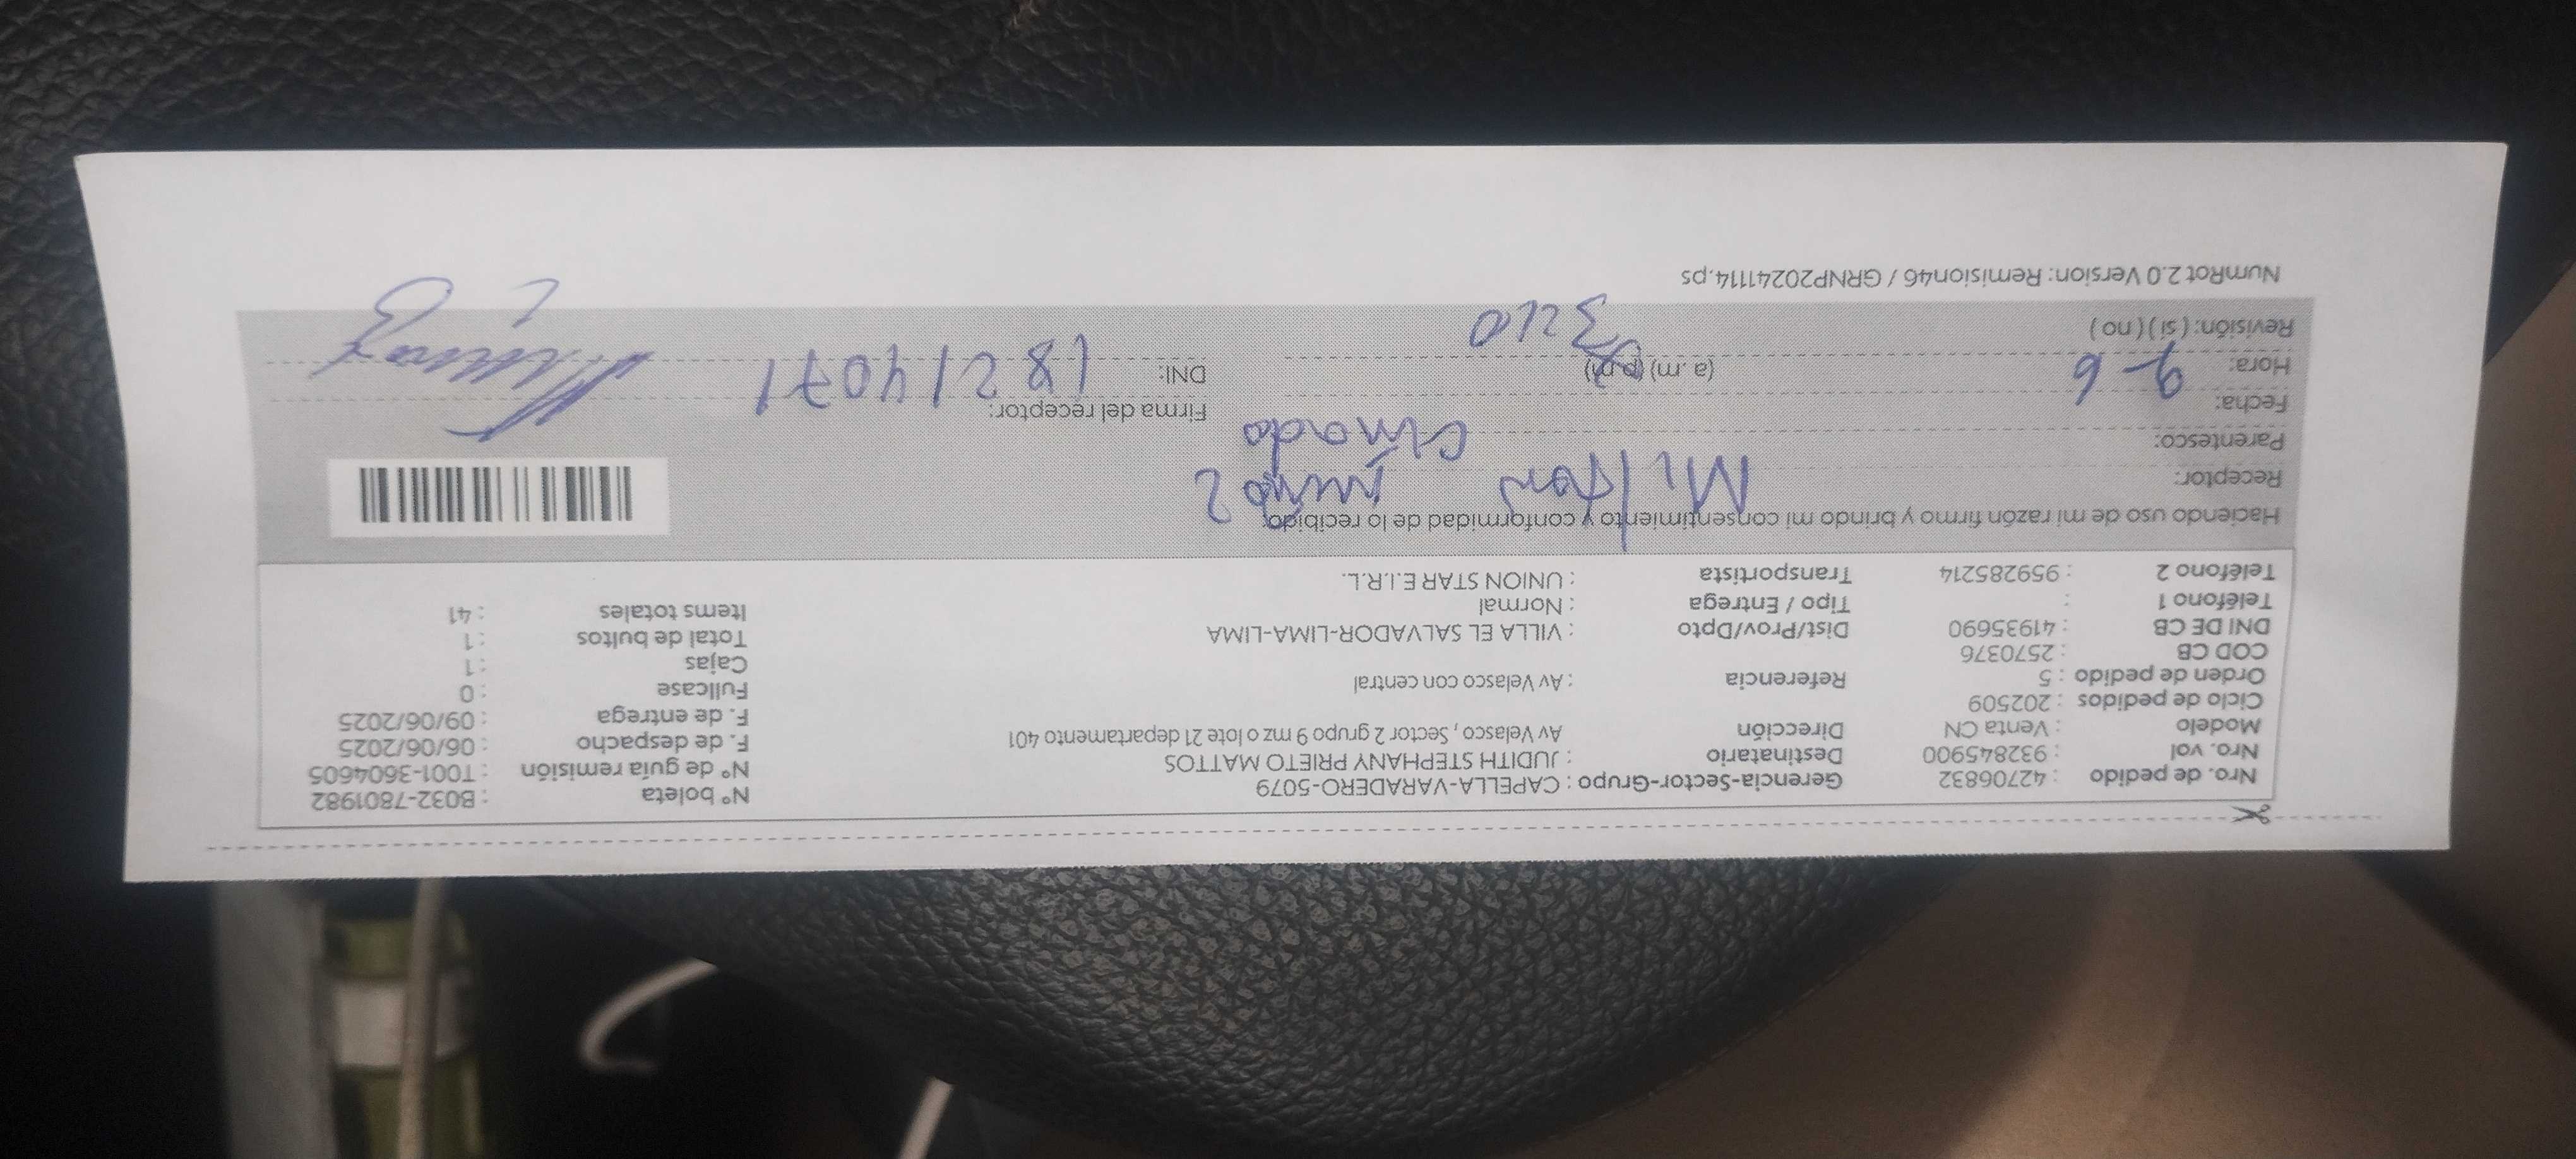 Nro. de pedido : 42706832 Gerencia-Sector-Grupo : CAPELLA-VARADERO-5079 N° boleta : B032-7801982
Nro. vol : 932845900 Destinatario : JUDITH STEPHANY PRIETO MATTOS N° de guía remisión : T001-3604605
Modelo : Venta CN Dirección Av Velasco , Sector 2 grupo 9 mz o lote 21 departamento 401 F. de despacho : 06/06/2025
Ciclo de pedidos : 202509 F. de entrega : 09/06/2025
Orden de pedido : 5 Referencia : Av Velasco con central Fullcase : 0
COD CB : 2570376 Cajas : 1
DNI DE CB : 41935690 Dist/Prov/Dpto : VILLA EL SALVADOR-LIMA-LIMA Total de bultos : 1
Teléfono 1 : Tipo / Entrega : Normal Items totales : 41
Teléfono 2 : 959285214 Transportista : UNION STAR E.I.R.L.
Haciendo uso de mi razón firmo y brindo mi consentimiento y conformidad de lo recibido:
Receptor: Milton
Parentesco:
Fecha: 9-6 Firma del receptor:
Hora: (a .m) (p.m) DNI: 18214071
Revisión: ( si ) ( no )
NumRot 2.0 Version: Remision46 / GRNP20241114.ps